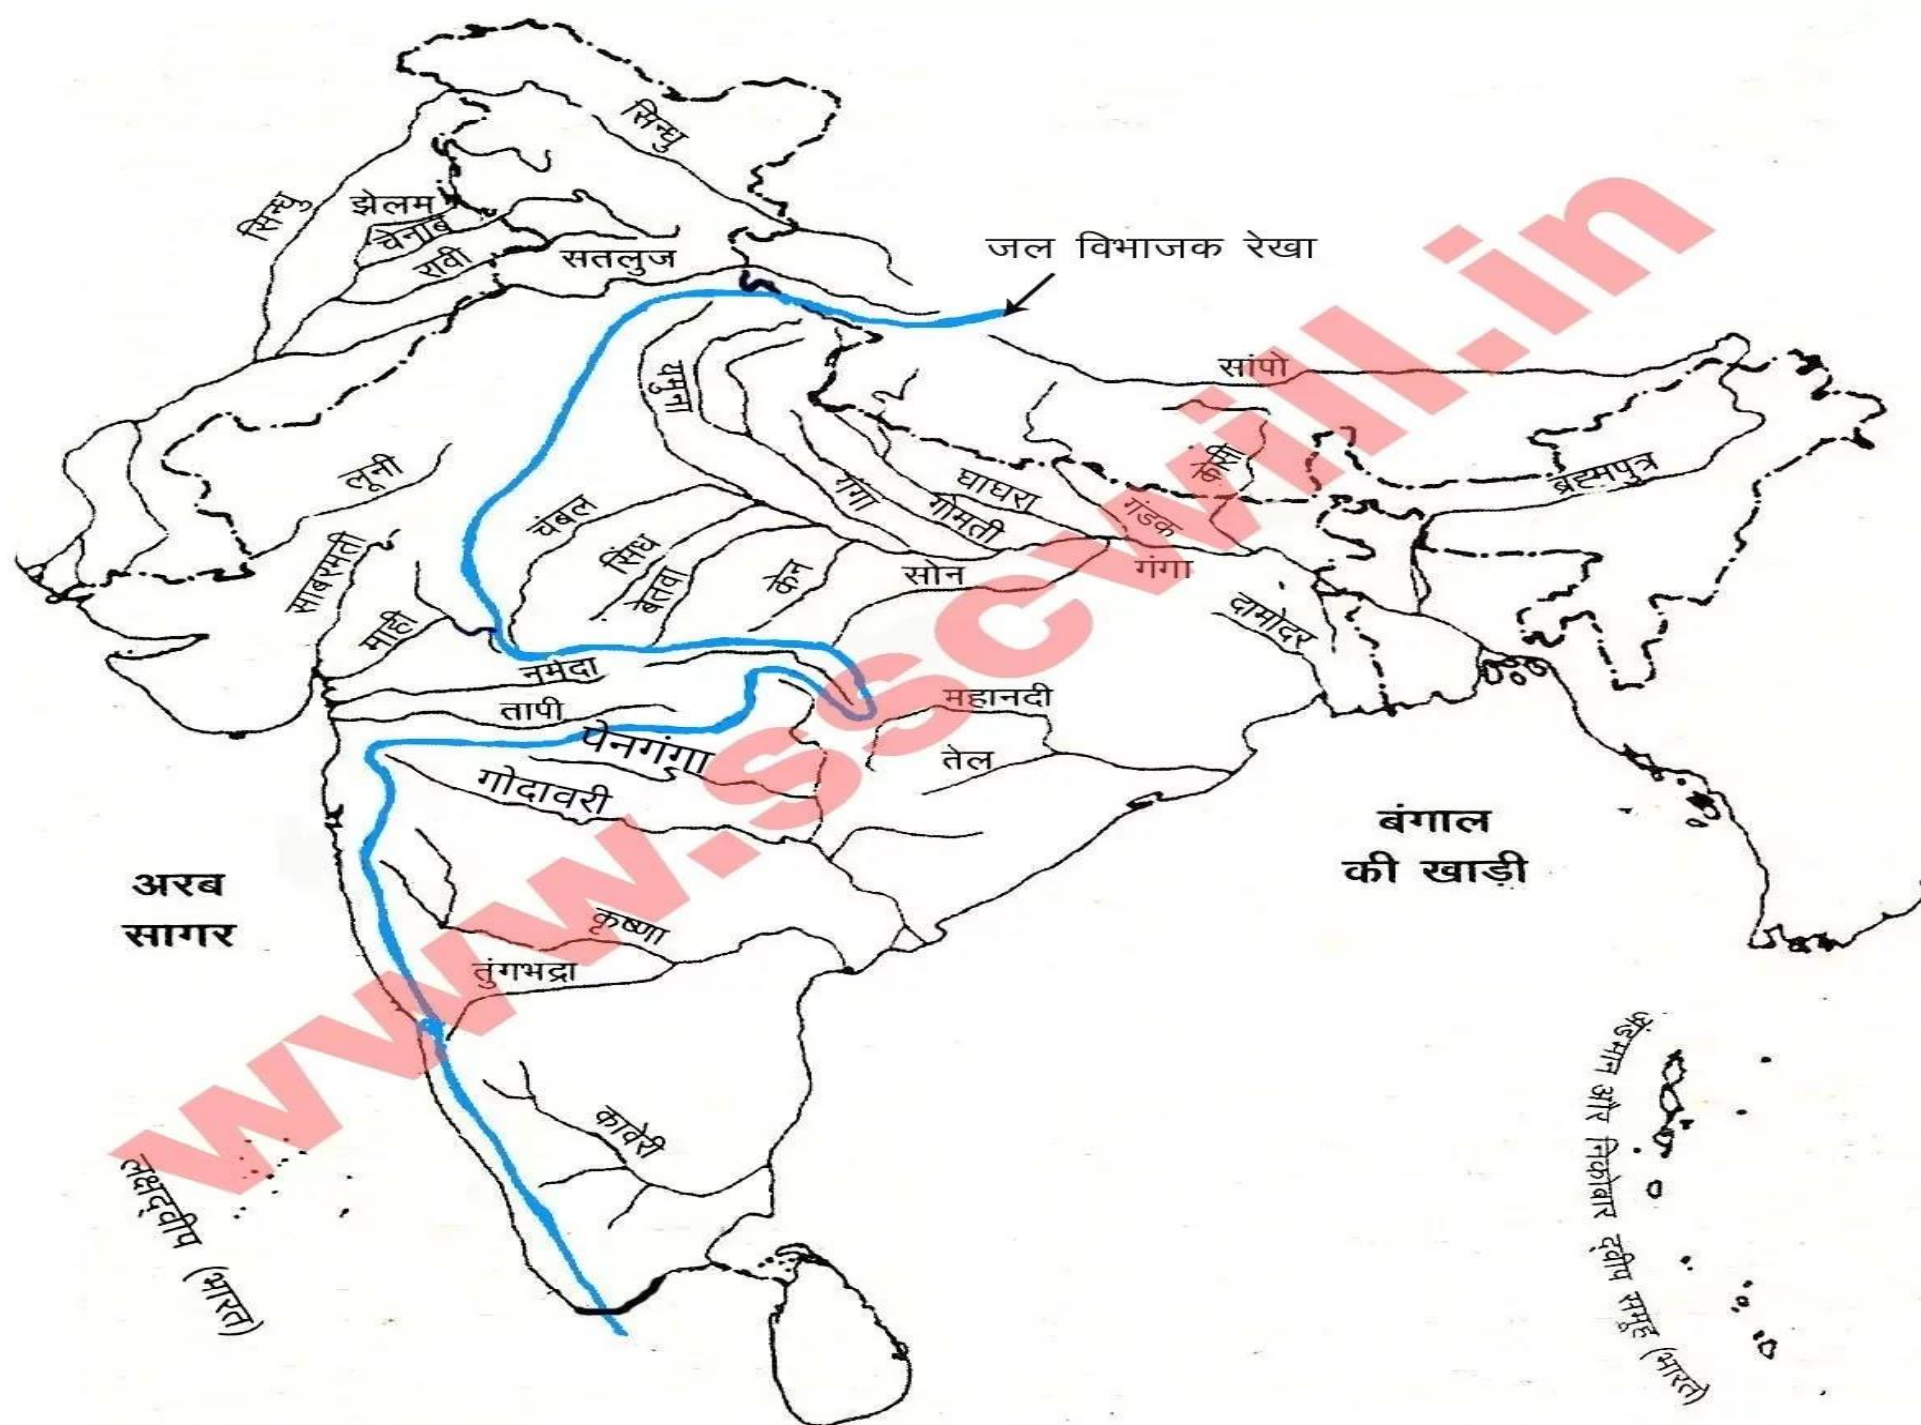 सिन्धु
सिन्धु
झेलम
चेनाब
रावी
सतलुज
जल विभाजक रेखा
यमुना
सांपो
लूनी
चंबल
गंगा
घाघरा
गोमती
गंडक
कोसी
ब्रह्मपुत्र
साबरमती
माही
सिंध
बेतवा
केन
सोन
गंगा
दामोदर
नर्मदा
तापी
पेनगंगा
गोदावरी
महानदी
तेल
अरब
सागर
बंगाल
की खाड़ी
कृष्णा
तुंगभद्रा
कावेरी
लक्षद्वीप (भारत)
अंडमान और निकोबार द्वीप समूह (भारत)
www.sscwill.in